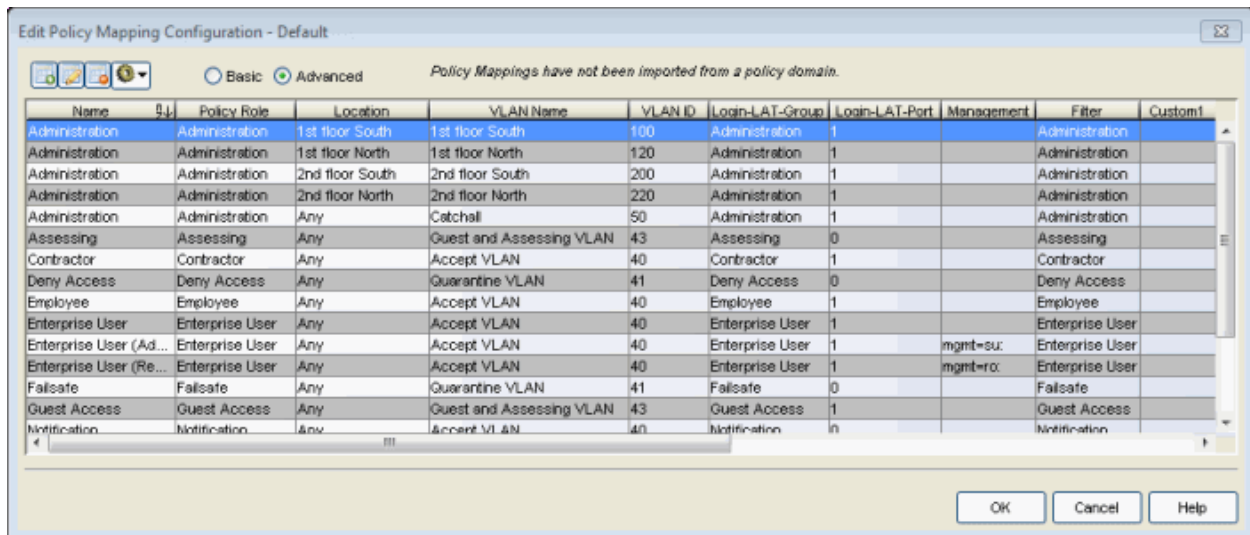 Edit Policy Mapping Configuration - Default
Basic Advanced Policy Mappings have not been imported from a policy domain.
Name Policy Role Location VLAN Name VLAN ID Login-LAT-Group Login-LAT-Port Management Filter Custom1
Administration Administration 1st floor South 1st floor South 100 Administration 1 Administration
Administration Administration 1st floor North 1st floor North 120 Administration 1 Administration
Administration Administration 2nd floor South 2nd floor South 200 Administration 1 Administration
Administration Administration 2nd floor North 2nd floor North 220 Administration 1 Administration
Administration Administration Any Catchall 50 Administration 1 Administration
Assessing Assessing Any Guest and Assessing VLAN 43 Assessing 0 Assessing
Contractor Contractor Any Accept VLAN 40 Contractor 1 Contractor
Deny Access Deny Access Any Quarantine VLAN 41 Deny Access 0 Deny Access
Employee Employee Any Accept VLAN 40 Employee 1 Employee
Enterprise User Enterprise User Any Accept VLAN 40 Enterprise User 1 Enterprise User
Enterprise User (Ad... Enterprise User Any Accept VLAN 40 Enterprise User 1 mgmt=su: Enterprise User
Enterprise User (Re... Enterprise User Any Accept VLAN 40 Enterprise User 1 mgmt=ro: Enterprise User
Failsafe Failsafe Any Quarantine VLAN 41 Failsafe 0 Failsafe
Guest Access Guest Access Any Guest and Assessing VLAN 43 Guest Access 1 Guest Access
Notification Notification Any Accept VLAN 40 Notification 0 Notification
OK Cancel Help